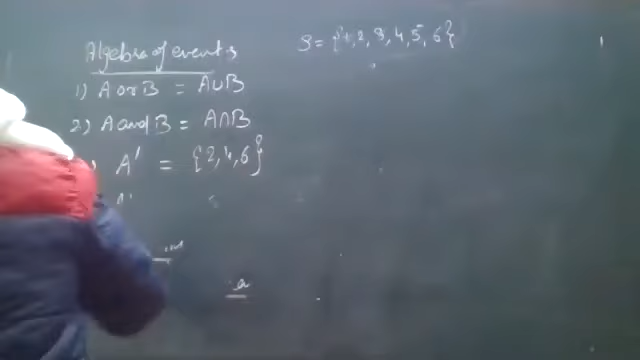 Algebra of events
S = {1, 2, 3, 4, 5, 6}
1) A or B = A∪B
2) A and B = A∩B
) A' = {2, 4, 6}
A'